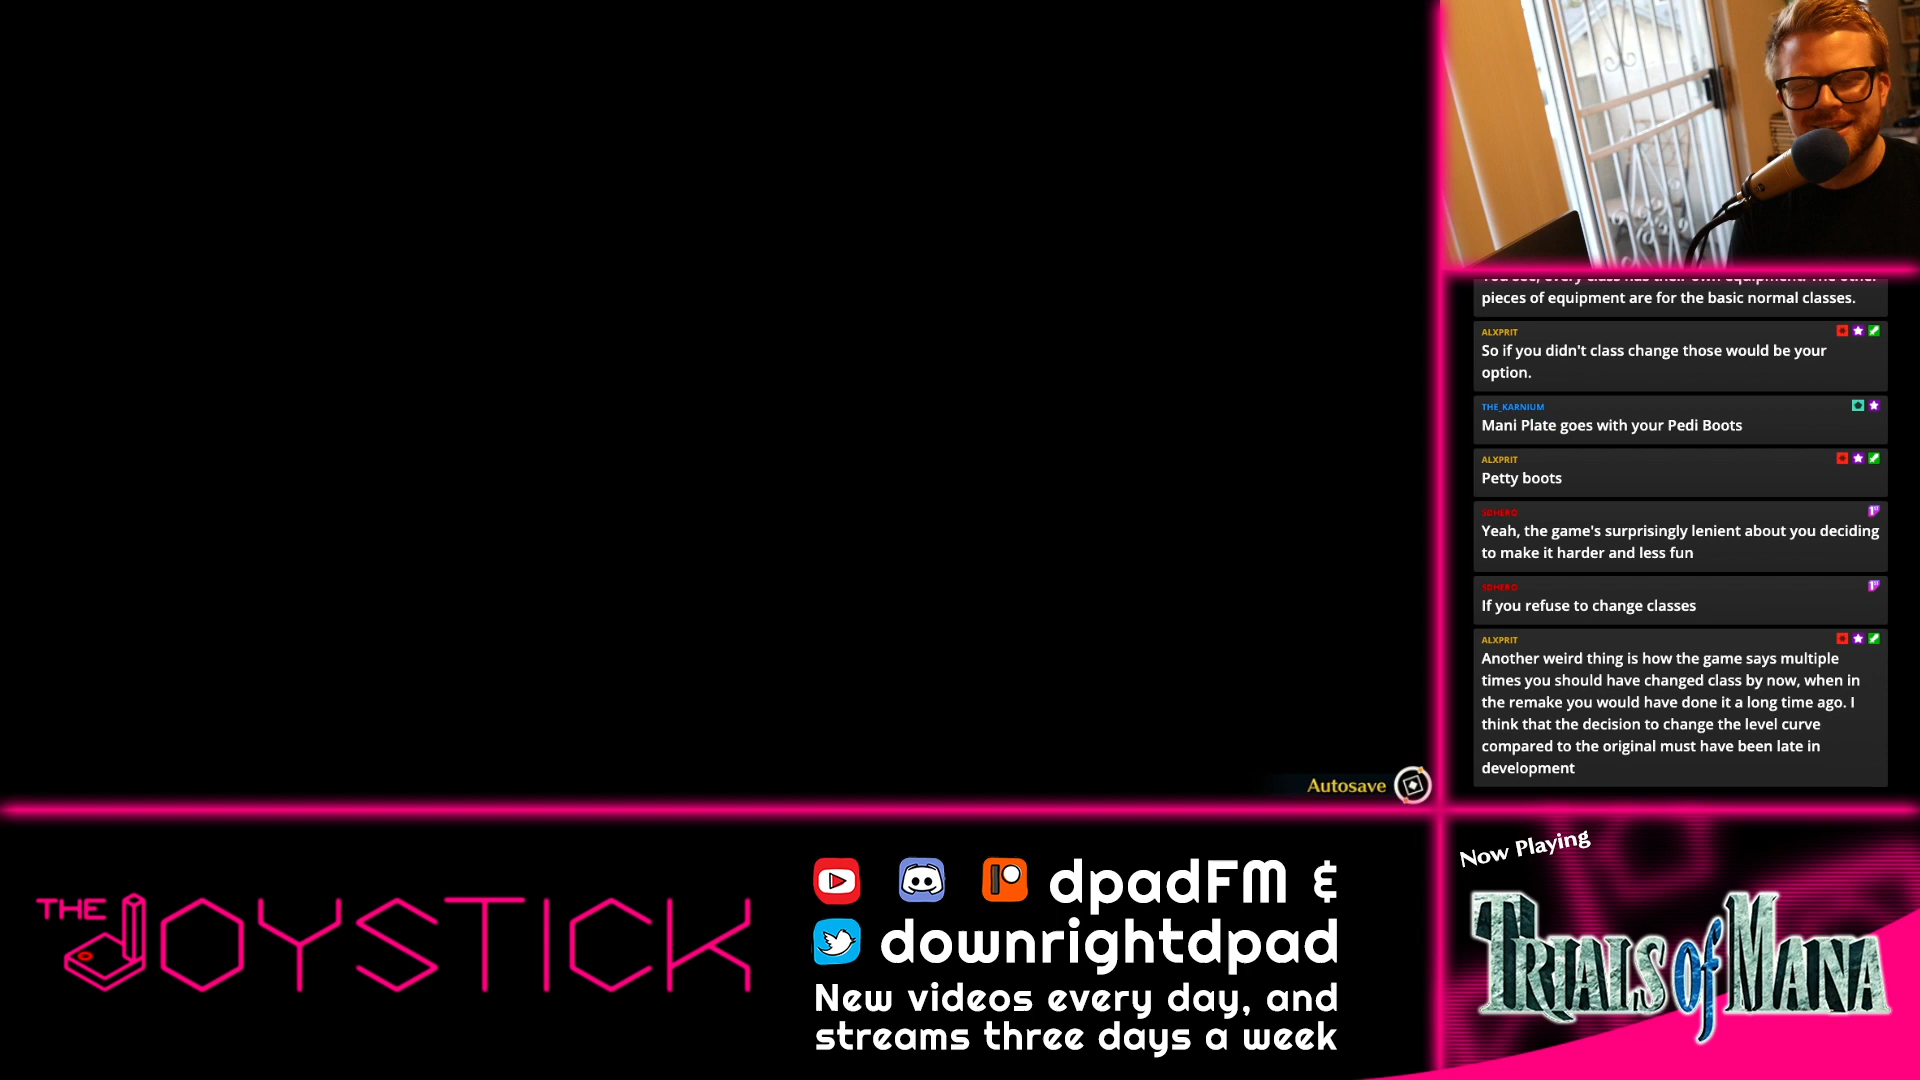 pieces of equipment are for the basic normal classes.
ALXPRIT
So if you didn't class change those would be your
option.
THE_KARNIUM
Mani Plate goes with your Pedi Boots
ALXPRIT
Petty boots
SDHERO
Yeah, the game's surprisingly lenient about you deciding
to make it harder and less fun
SDHERO
If you refuse to change classes
ALXPRIT
Another weird thing is how the game says multiple
times you should have changed class by now, when in
the remake you would have done it a long time ago. I
think that the decision to change the level curve
compared to the original must have been late in
development
Autosave
THE JOYSTICK
dpadFM &
downrightdpad
New videos every day, and
streams three days a week
Now Playing
TRIALS of MANA